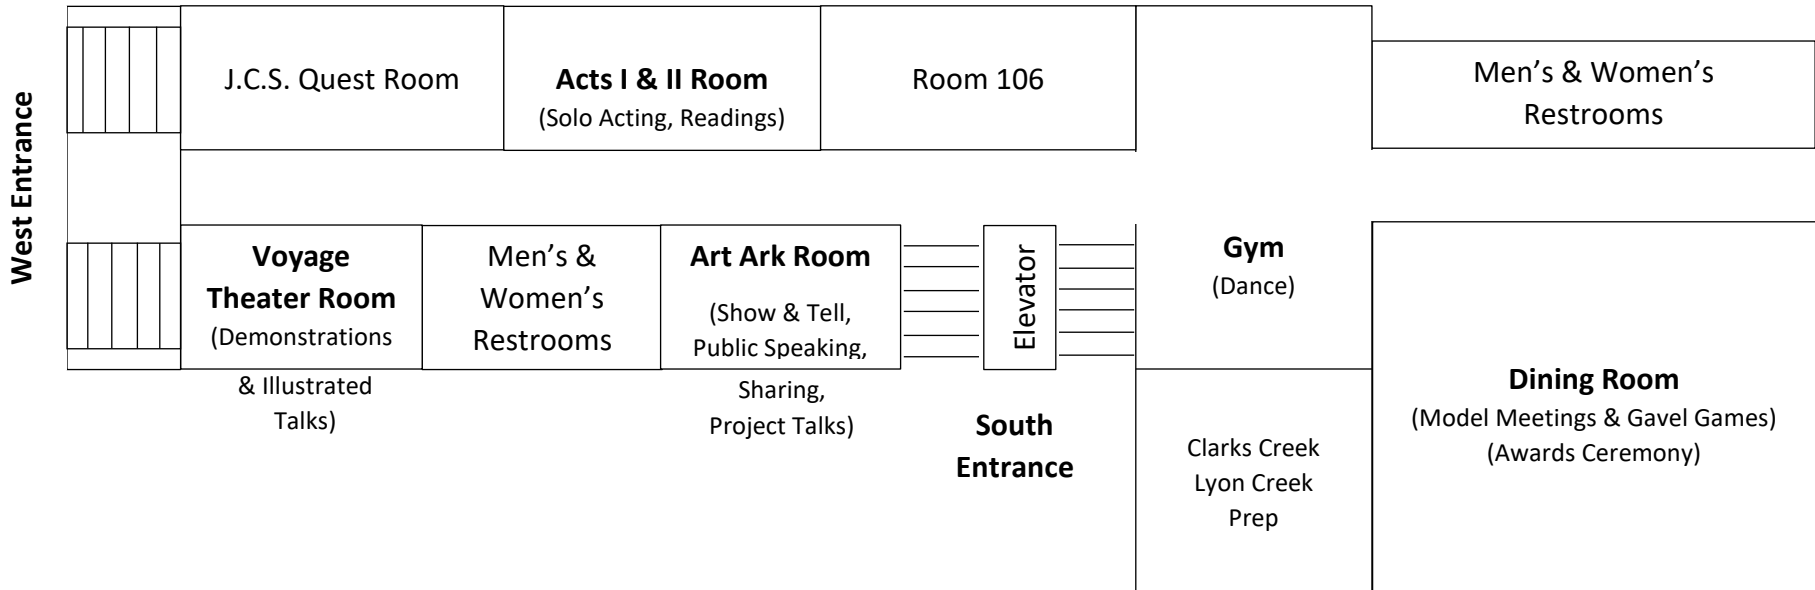 West Entrance
J.C.S. Quest Room
Acts I & II Room
(Solo Acting, Readings)
Room 106
Men’s & Women’s
Restrooms
Voyage
Theater Room
(Demonstrations
& Illustrated
Talks)
Men’s &
Women’s
Restrooms
Art Ark Room
(Show & Tell,
Public Speaking,
Sharing,
Project Talks)
Elevator
South
Entrance
Gym
(Dance)
Clarks Creek
Lyon Creek
Prep
Dining Room
(Model Meetings & Gavel Games)
(Awards Ceremony)